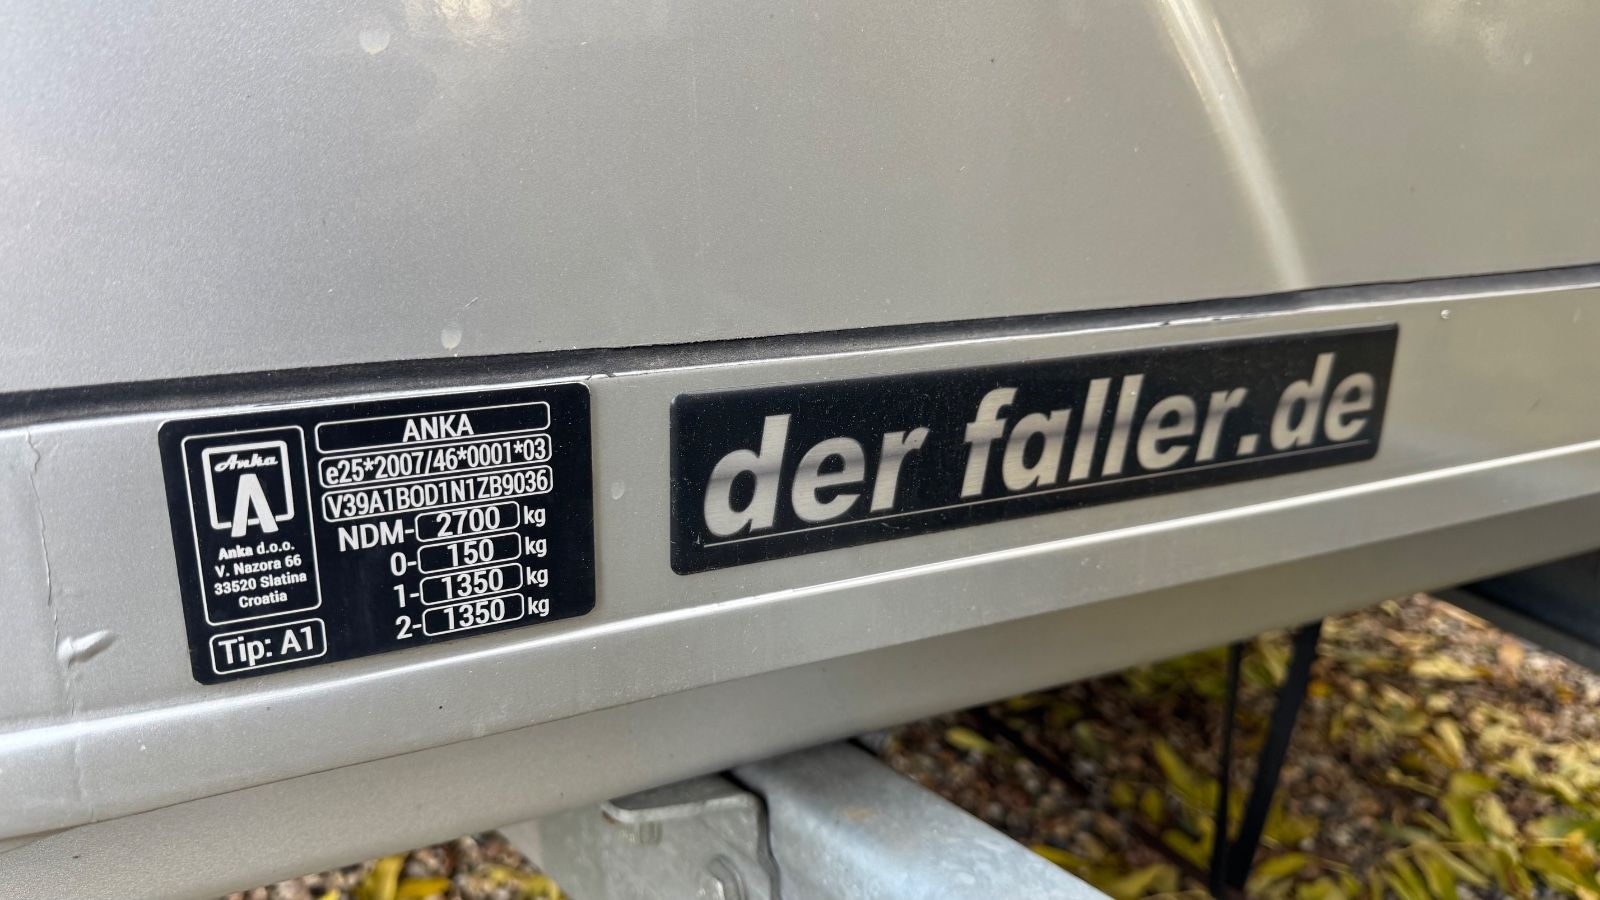 Anka
A
Anka d.o.o.
V. Nazora 66
33520 Slatina
Croatia
Tip: A1
ANKA
e25*2007/46*0001*03
V39A1BOD1N1ZB9036
NDM- 2700 kg
0- 150 kg
1- 1350 kg
2- 1350 kg
der faller.de